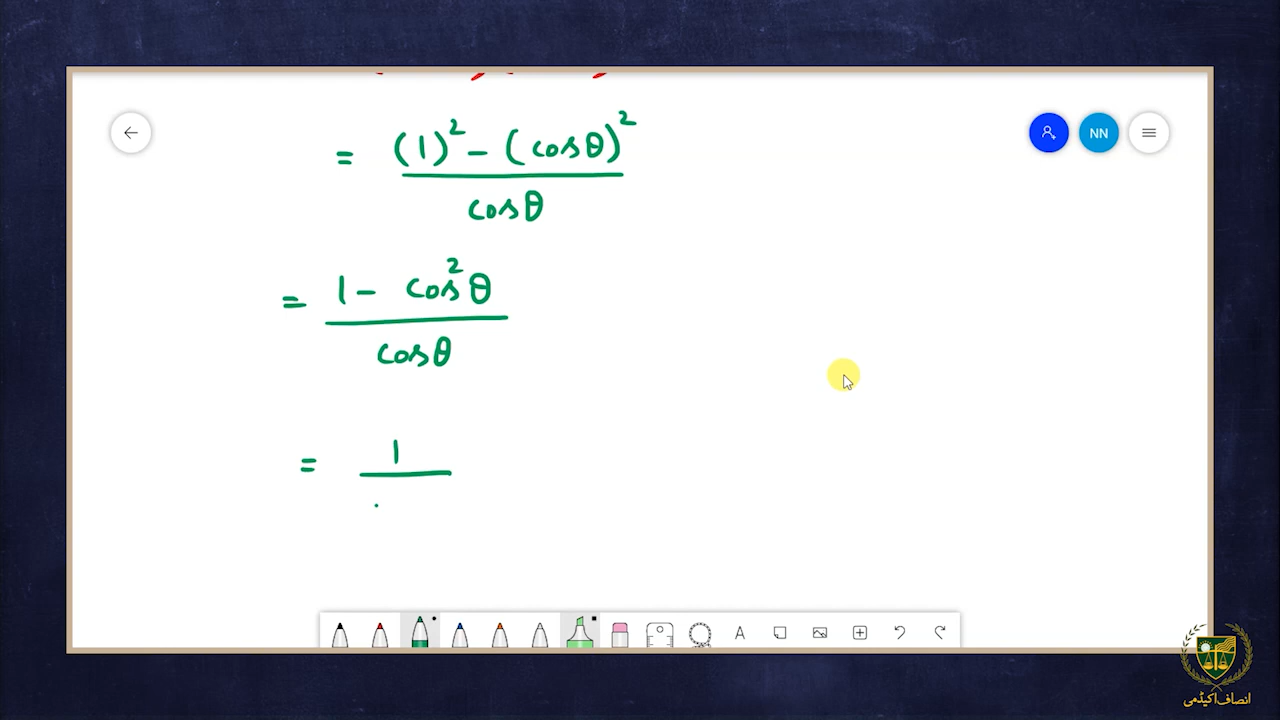 = (1)² - (cosθ)²
cosθ
= 1 - cos²θ
cosθ
= 1
NN
A
انصاف اکیڈمی